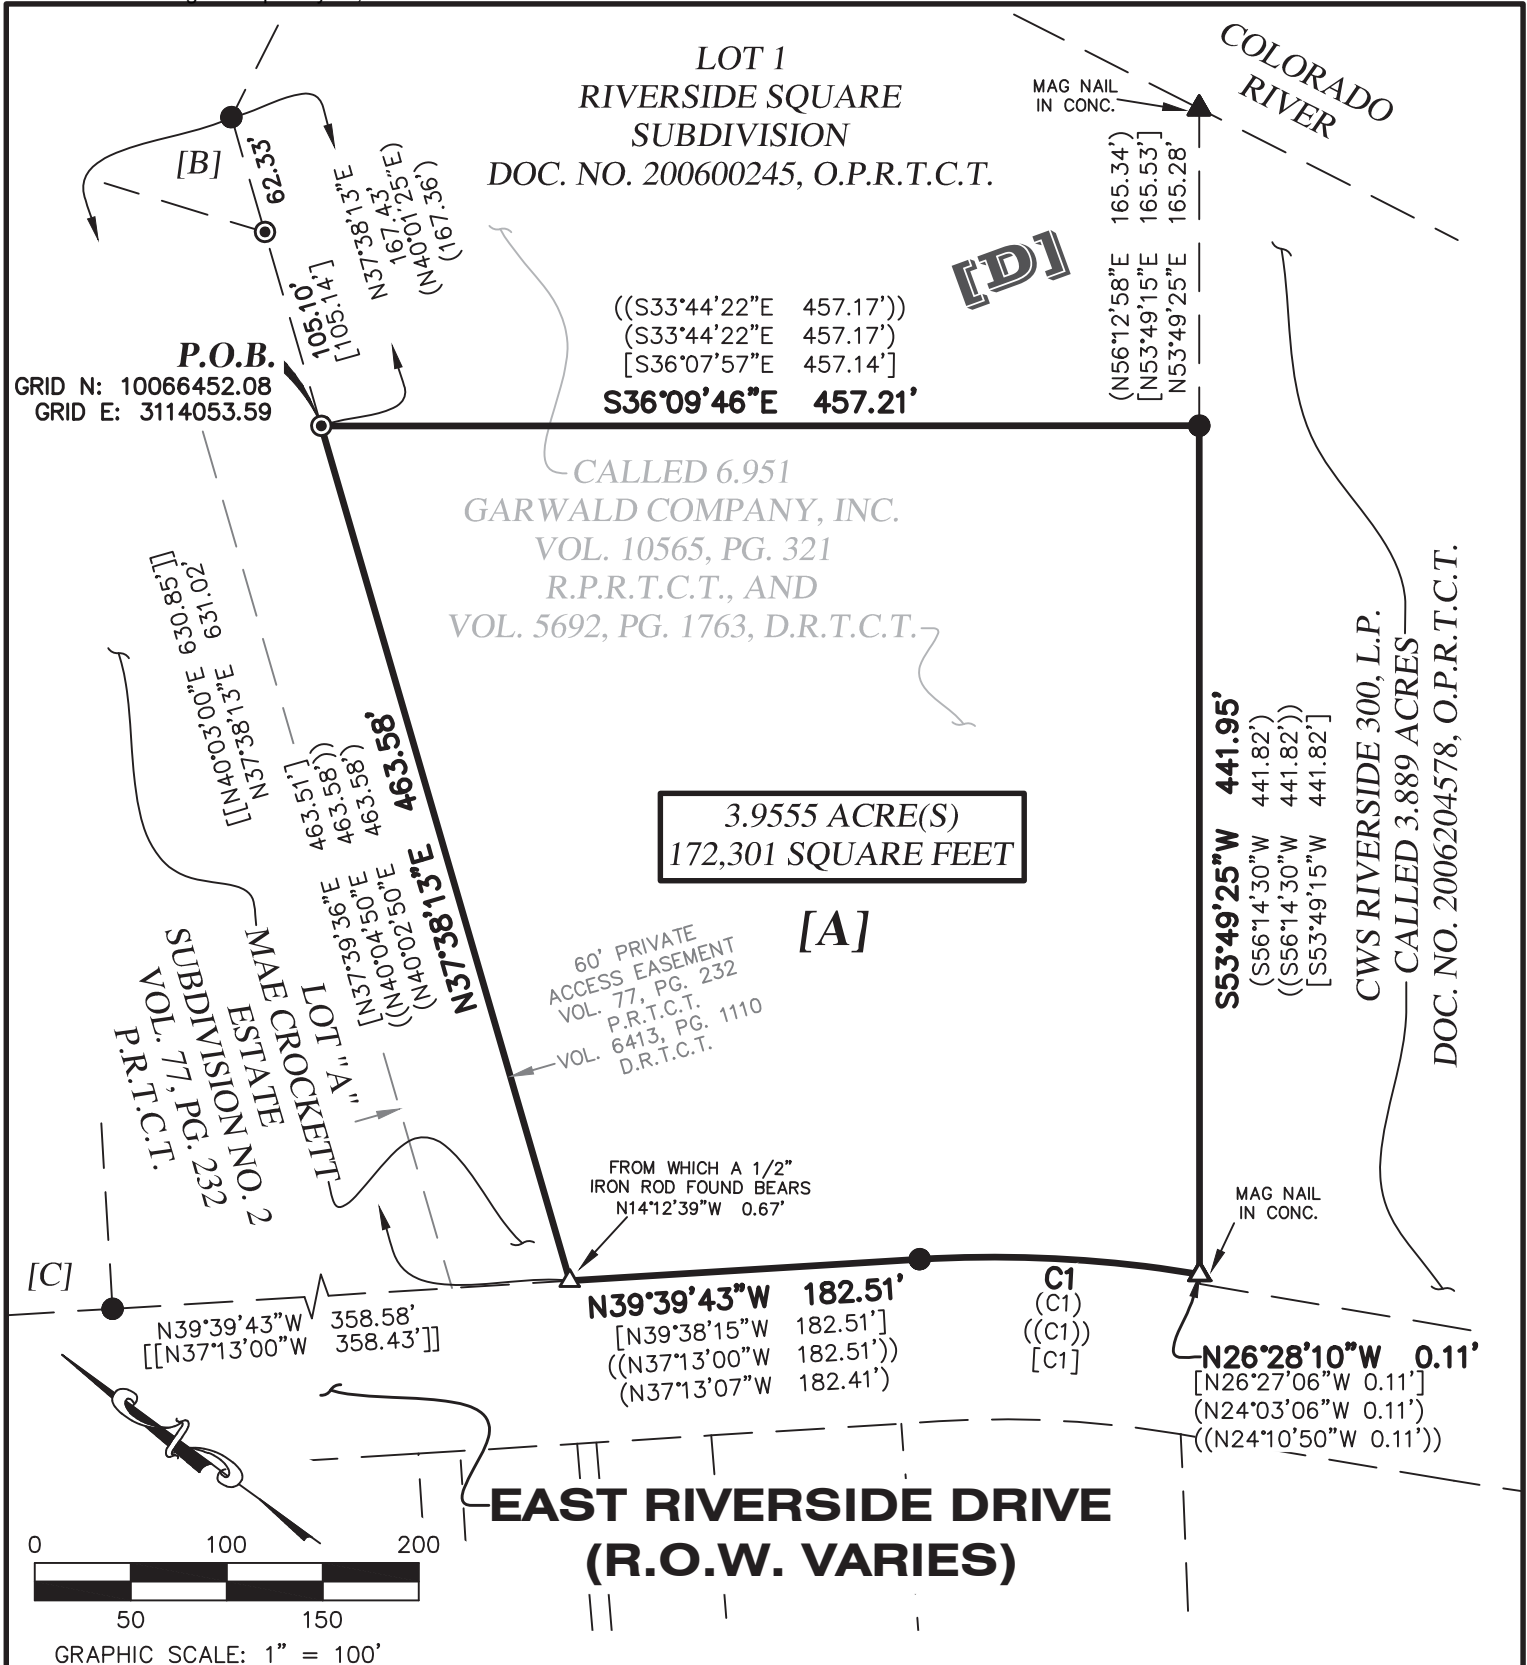 LOT 1
RIVERSIDE SQUARE
SUBDIVISION
DOC. NO. 200600245, O.P.R.T.C.T.
COLORADO
RIVER
MAG NAIL
IN CONC.
(N56°12'58"E 165.34')
[N53°49'15"E 165.53']
N53°49'25"E 165.28'
[B]
62.33'
N37°38'13"E
167.43'
(N40°01'25"E)
(167.36')
105.10'
[105.14']
[D]
((S33°44'22"E 457.17'))
(S33°44'22"E 457.17')
[S36°07'57"E 457.14']
S36°09'46"E 457.21'
P.O.B.
GRID N: 10066452.08
GRID E: 3114053.59
CALLED 6.951
GARWALD COMPANY, INC.
VOL. 10565, PG. 321
R.P.R.T.C.T., AND
VOL. 5692, PG. 1763, D.R.T.C.T.
[[N40°03'00"E 630.85']]
N37°38'13"E 631.02'
[N37°39'36"E 463.51']
((N40°04'50"E 463.58'))
(N40°02'50"E 463.58')
N37°38'13"E 463.58'
3.9555 ACRE(S)
172,301 SQUARE FEET
[A]
S53°49'25"W 441.95'
(S56°14'30"W 441.82')
((S56°14'30"W 441.82'))
[S53°49'15"W 441.82']
CWS RIVERSIDE 300, L.P.
CALLED 3.889 ACRES
DOC. NO. 2006204578, O.P.R.T.C.T.
60' PRIVATE
ACCESS EASEMENT
VOL. 77, PG. 232
P.R.T.C.T.
VOL. 6413, PG. 1110
D.R.T.C.T.
LOT "A"
MAE CROCKETT
ESTATE
SUBDIVISION NO. 2
VOL. 77, PG. 232
P.R.T.C.T.
FROM WHICH A 1/2"
IRON ROD FOUND BEARS
N14°12'39"W 0.67'
MAG NAIL
IN CONC.
[C]
N39°39'43"W 358.58'
[[N37°13'00"W 358.43']]
N39°39'43"W 182.51'
[N39°38'15"W 182.51']
((N37°13'00"W 182.51'))
(N37°13'07"W 182.41')
C1
(C1)
((C1))
[C1]
N26°28'10"W 0.11'
[N26°27'06"W 0.11']
(N24°03'06"W 0.11')
((N24°10'50"W 0.11'))
EAST RIVERSIDE DRIVE
(R.O.W. VARIES)
0 100 200
50 150
GRAPHIC SCALE: 1" = 100'